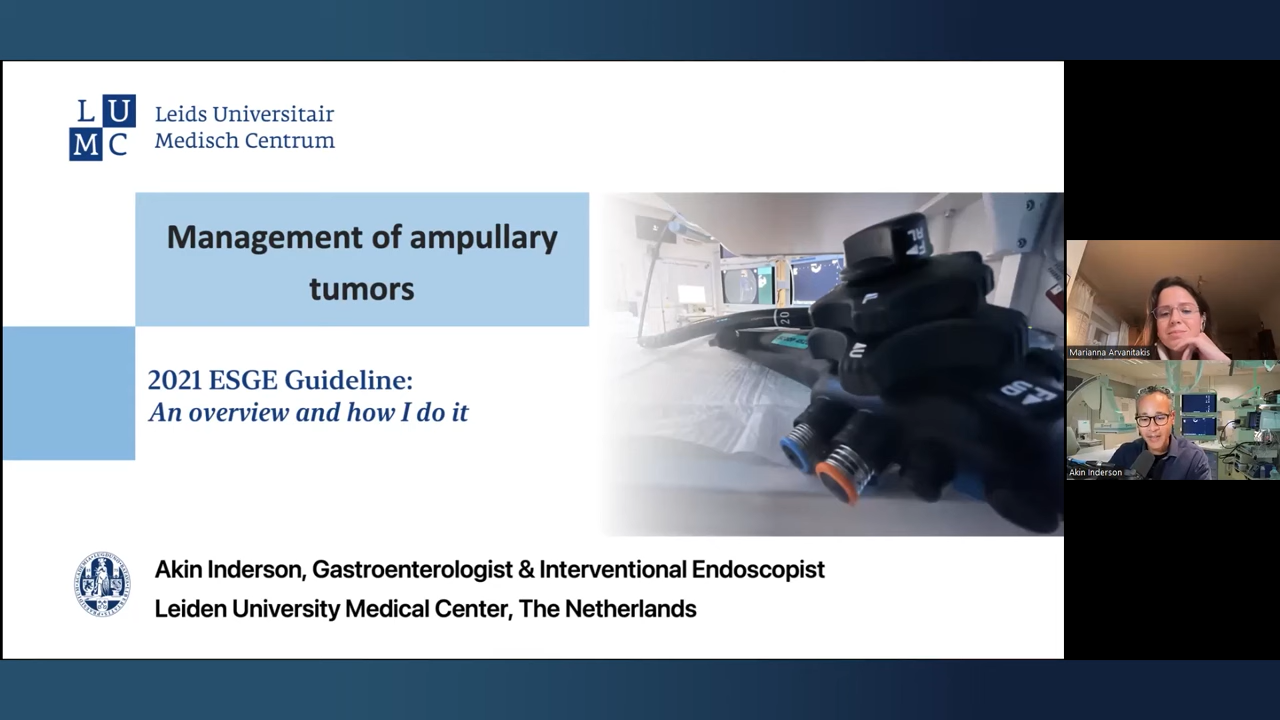 L U
M C
Leids Universitair
Medisch Centrum
Management of ampullary
tumors
2021 ESGE Guideline:
An overview and how I do it
Akin Inderson, Gastroenterologist & Interventional Endoscopist
Leiden University Medical Center, The Netherlands
Marianna Arvanitakis
Akin Inderson